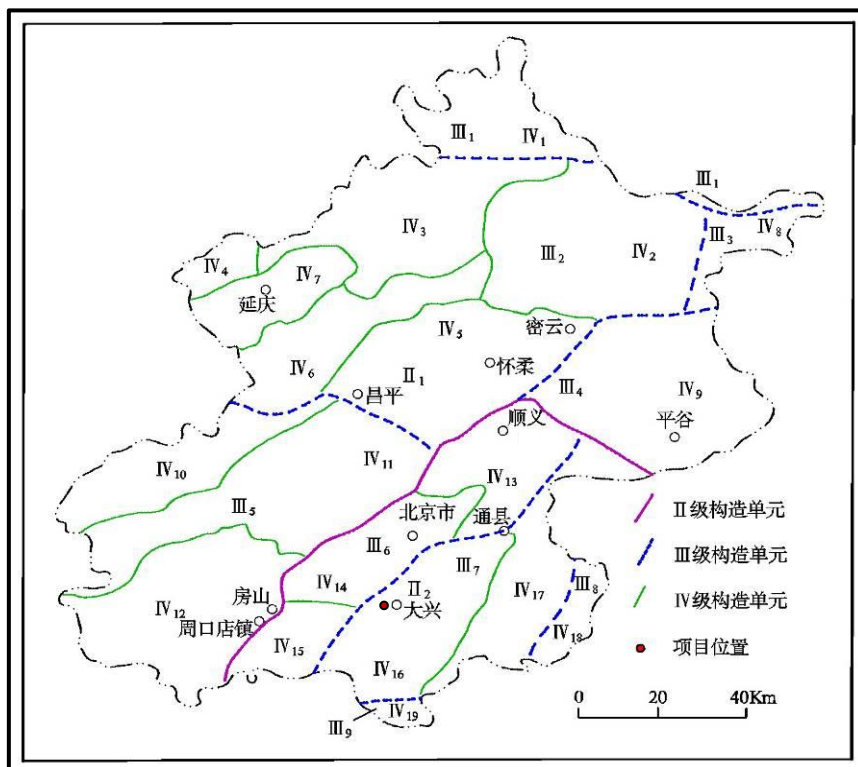 Ⅲ₁ Ⅳ₁
Ⅲ₁
Ⅳ₃ Ⅲ₂ Ⅳ₂ Ⅲ₃ Ⅳ₈
Ⅳ₄ Ⅳ₇
延庆
Ⅳ₅ 密云
Ⅳ₆ Ⅱ₁ 怀柔
昌平 Ⅲ₄ Ⅳ₉
顺义 平谷
Ⅳ₁₀ Ⅳ₁₁ Ⅳ₁₃
Ⅲ₅ 北京市 通县
Ⅲ₆ Ⅲ₇
Ⅳ₁₂ 房山 Ⅳ₁₄ Ⅱ₂ Ⅳ₁₇ Ⅲ₈
周口店镇 大兴
Ⅳ₁₅ Ⅳ₁₆ Ⅳ₁₈
Ⅲ₉ Ⅳ₁₉
Ⅱ级构造单元
Ⅲ级构造单元
Ⅳ级构造单元
项目位置
0 20 40Km